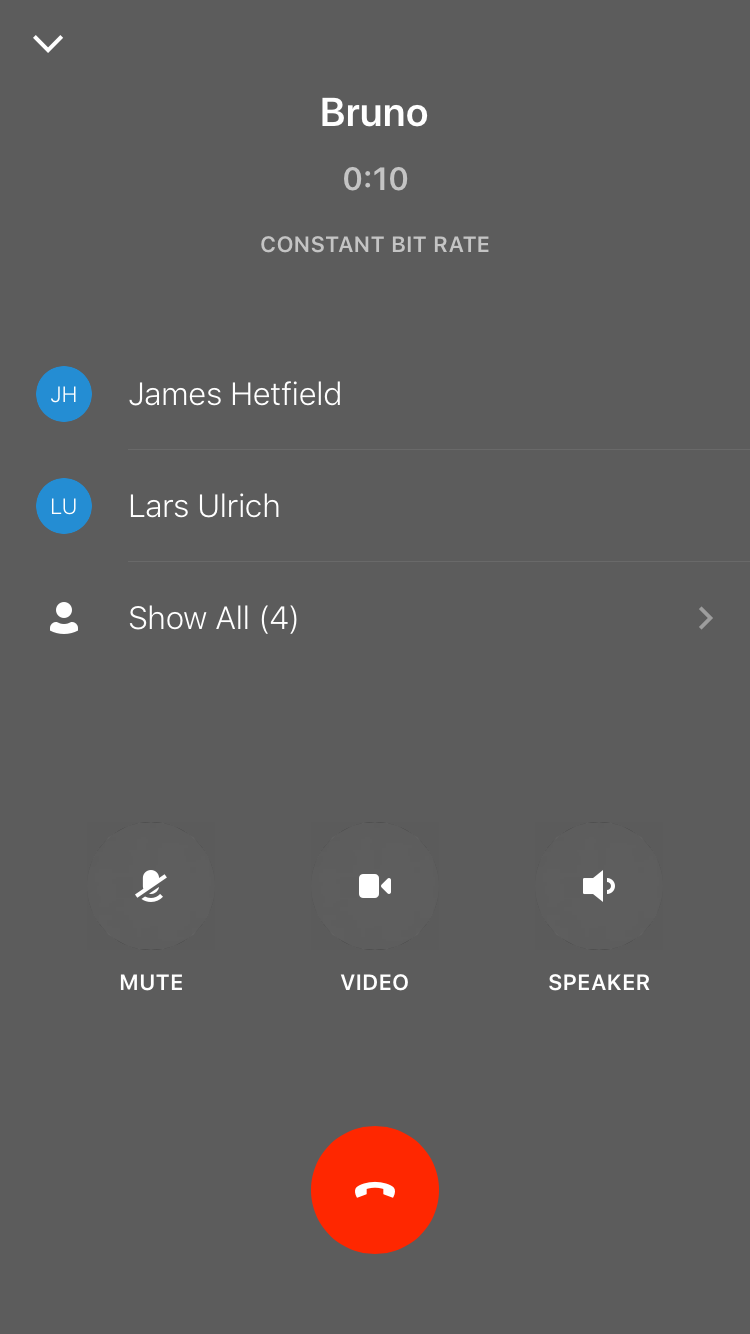 Bruno
0:10
CONSTANT BIT RATE
JH James Hetfield
LU Lars Ulrich
Show All (4)
MUTE VIDEO SPEAKER